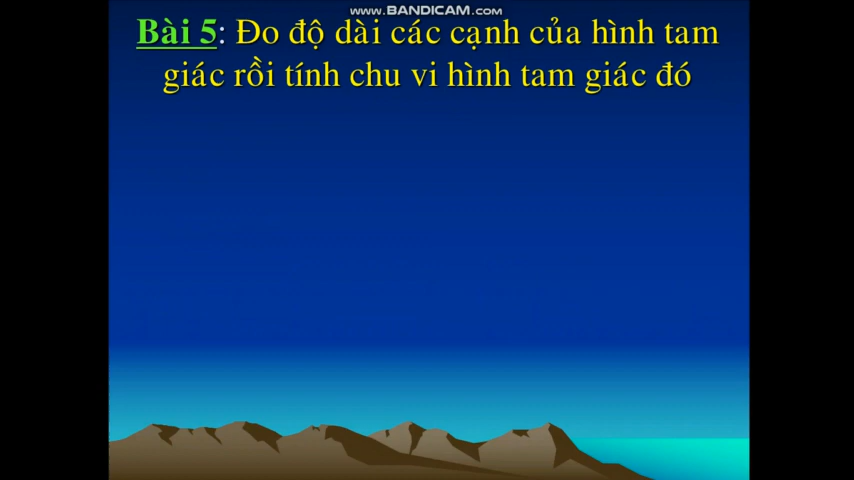 www.BANDICAM.com
Bài 5: Đo độ dài các cạnh của hình tam
giác rồi tính chu vi hình tam giác đó